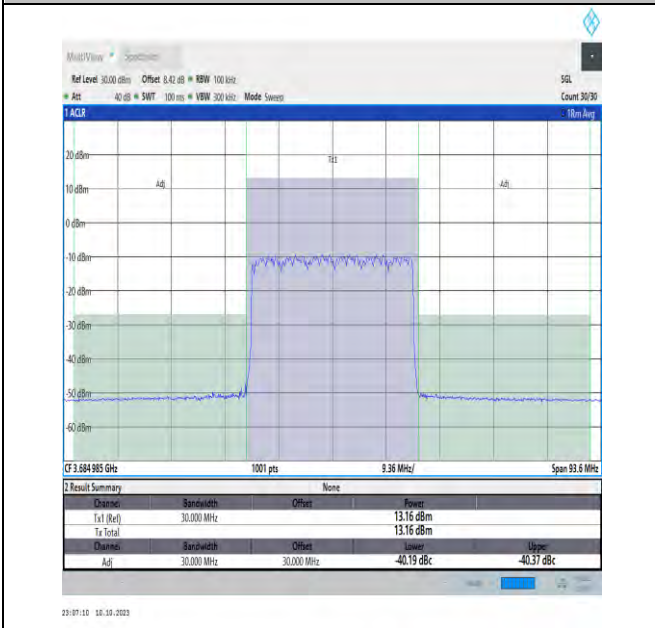 MultiView Spectrum
Ref Level 30.00 dBm Offset 8.42 dB RBW 100 kHz SGL
Att 40 dB SWT 100 ms VBW 300 kHz Mode Sweep Count 30/30
1 ACLR 1Rm Avg
20 dBm
Tx1
Adj Adj
10 dBm
0 dBm
-10 dBm
-20 dBm
-30 dBm
-40 dBm
-50 dBm
-60 dBm
CF 3.684 985 GHz 1001 pts 9.36 MHz/ Span 93.6 MHz
2 Result Summary None
Channel Bandwidth Offset Power
Tx1 (Ref) 30.000 MHz 13.16 dBm
Tx Total 13.16 dBm
Channel Bandwidth Offset Lower Upper
Adj 30.000 MHz 30.000 MHz -40.19 dBc -40.37 dBc
23:07:10 10.10.2023